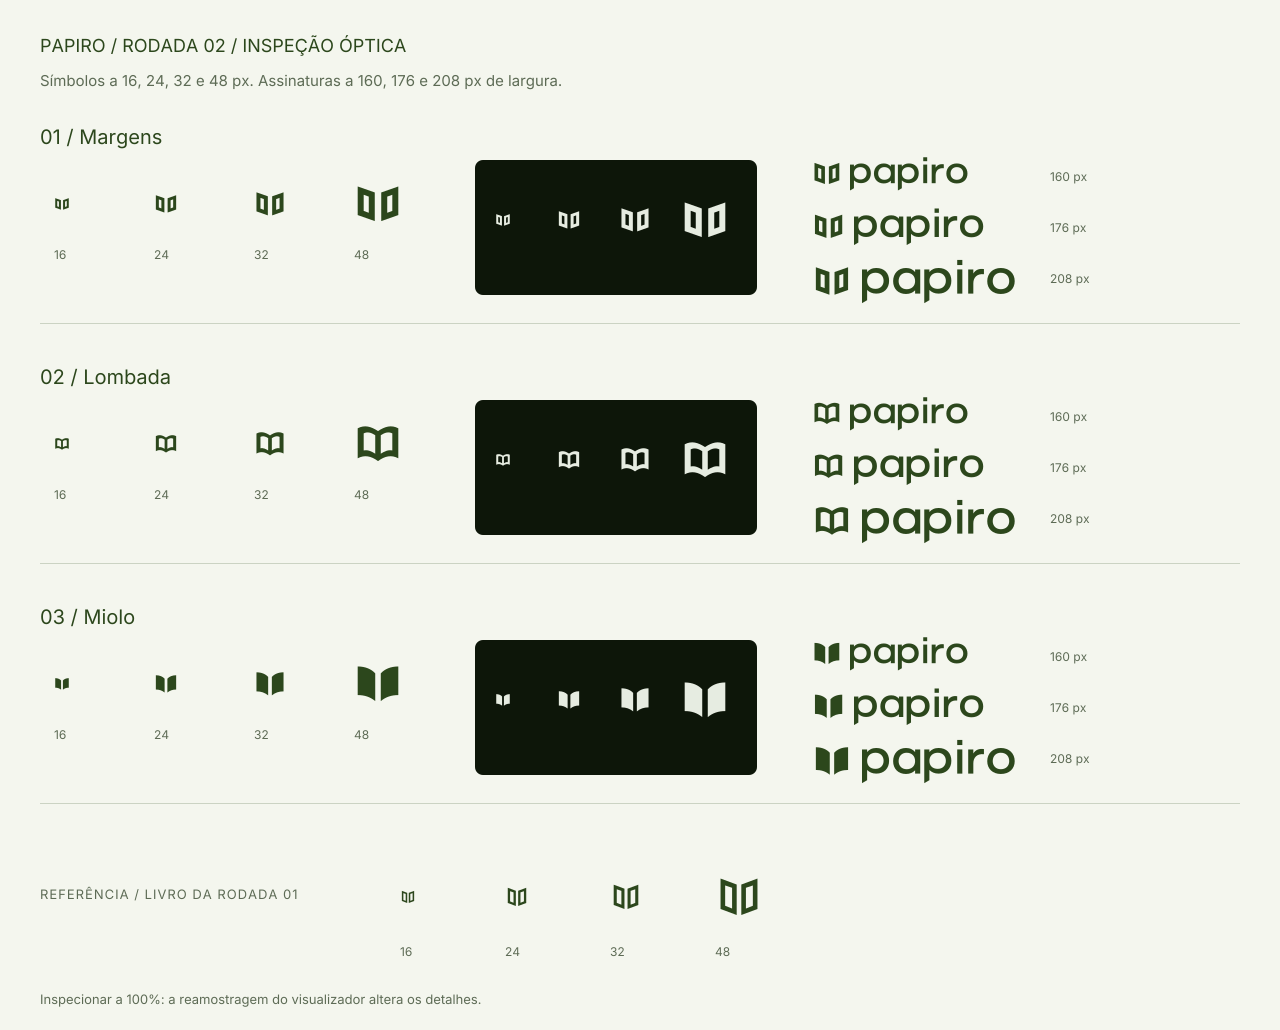 PAPIRO / RODADA 02 / INSPEÇÃO ÓPTICA
Símbolos a 16, 24, 32 e 48 px. Assinaturas a 160, 176 e 208 px de largura.
01 / Margens
16 24 32 48
papiro 160 px
papiro 176 px
papiro 208 px
02 / Lombada
16 24 32 48
papiro 160 px
papiro 176 px
papiro 208 px
03 / Miolo
16 24 32 48
papiro 160 px
papiro 176 px
papiro 208 px
REFERÊNCIA / LIVRO DA RODADA 01
16 24 32 48
Inspecionar a 100%: a reamostragem do visualizador altera os detalhes.